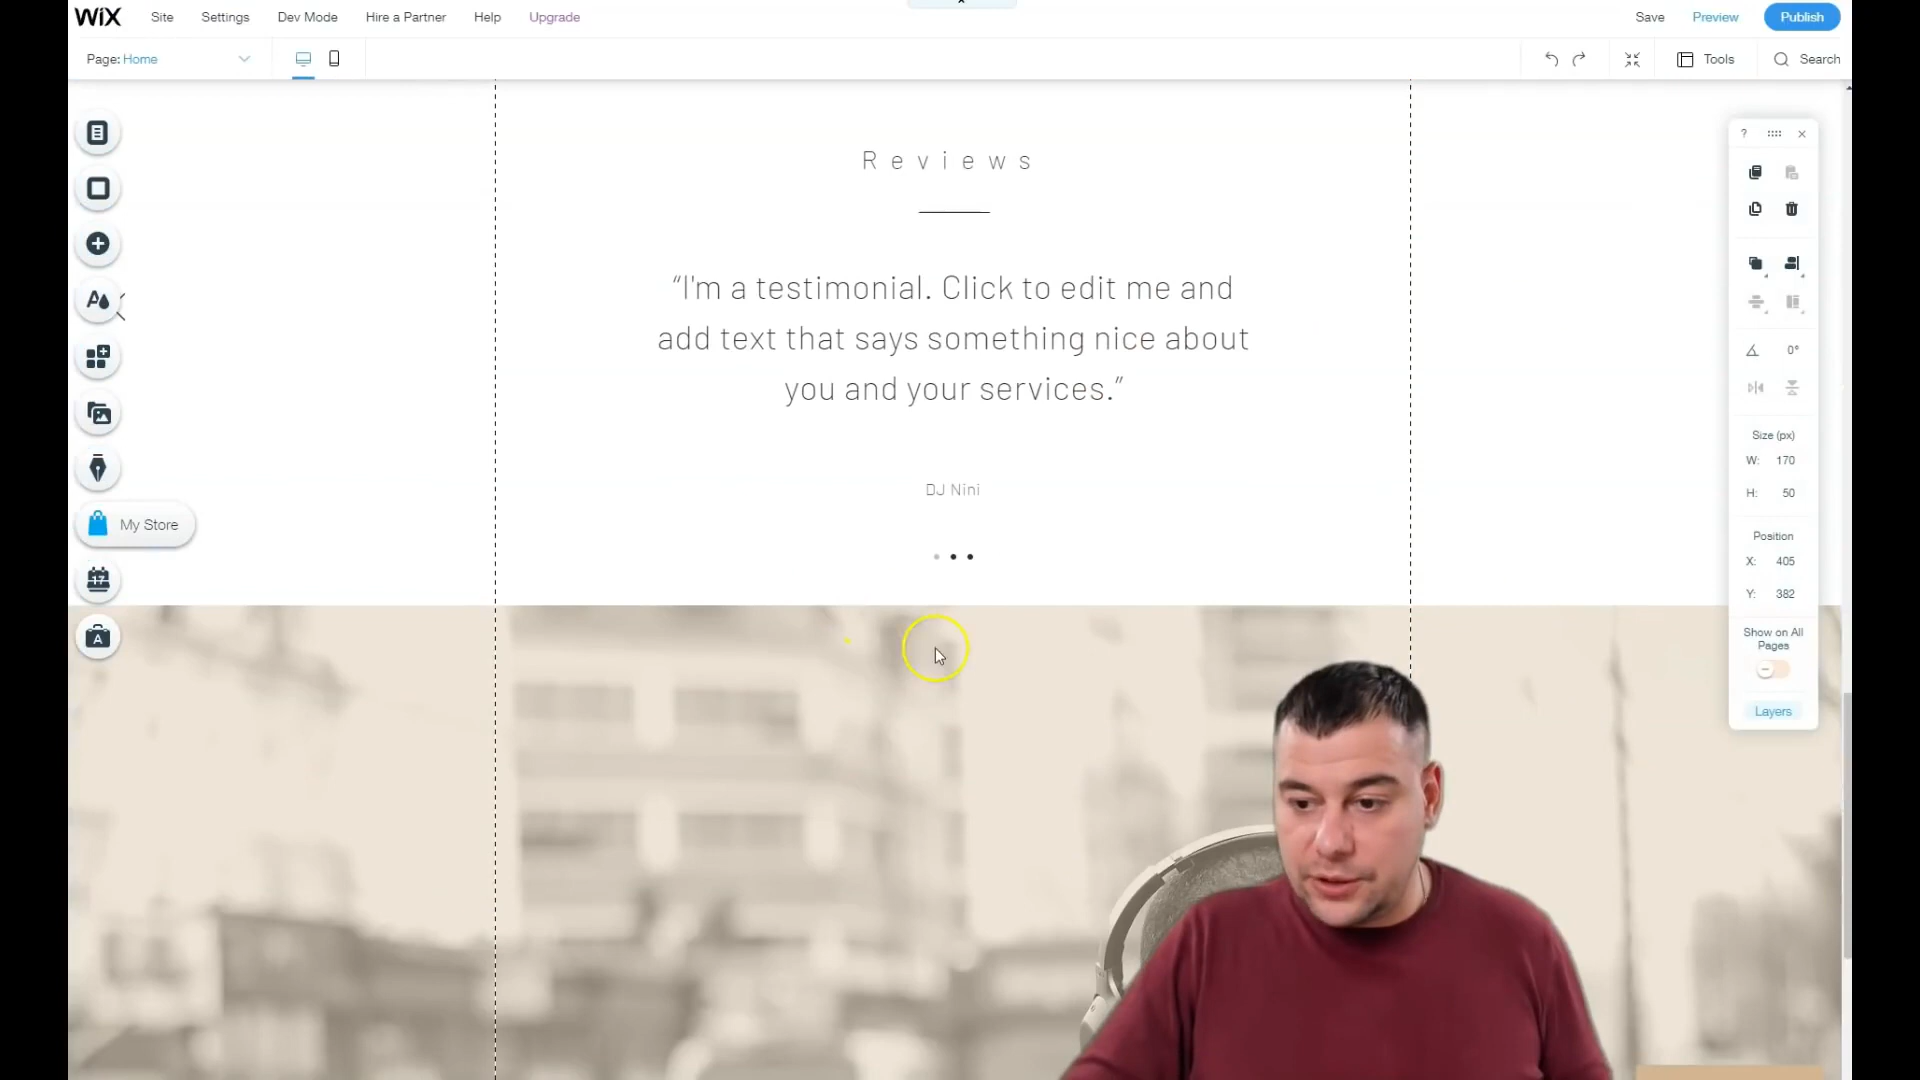 WiX Site Settings Dev Mode Hire a Partner Help Upgrade Save Preview Publish
Page: Home Tools Search
Reviews
“I'm a testimonial. Click to edit me and
add text that says something nice about
you and your services.”
DJ Nini
My Store
17
A
?
0°
Size (px)
W: 170
H: 50
Position
X: 405
Y: 382
Show on All
Pages
Layers